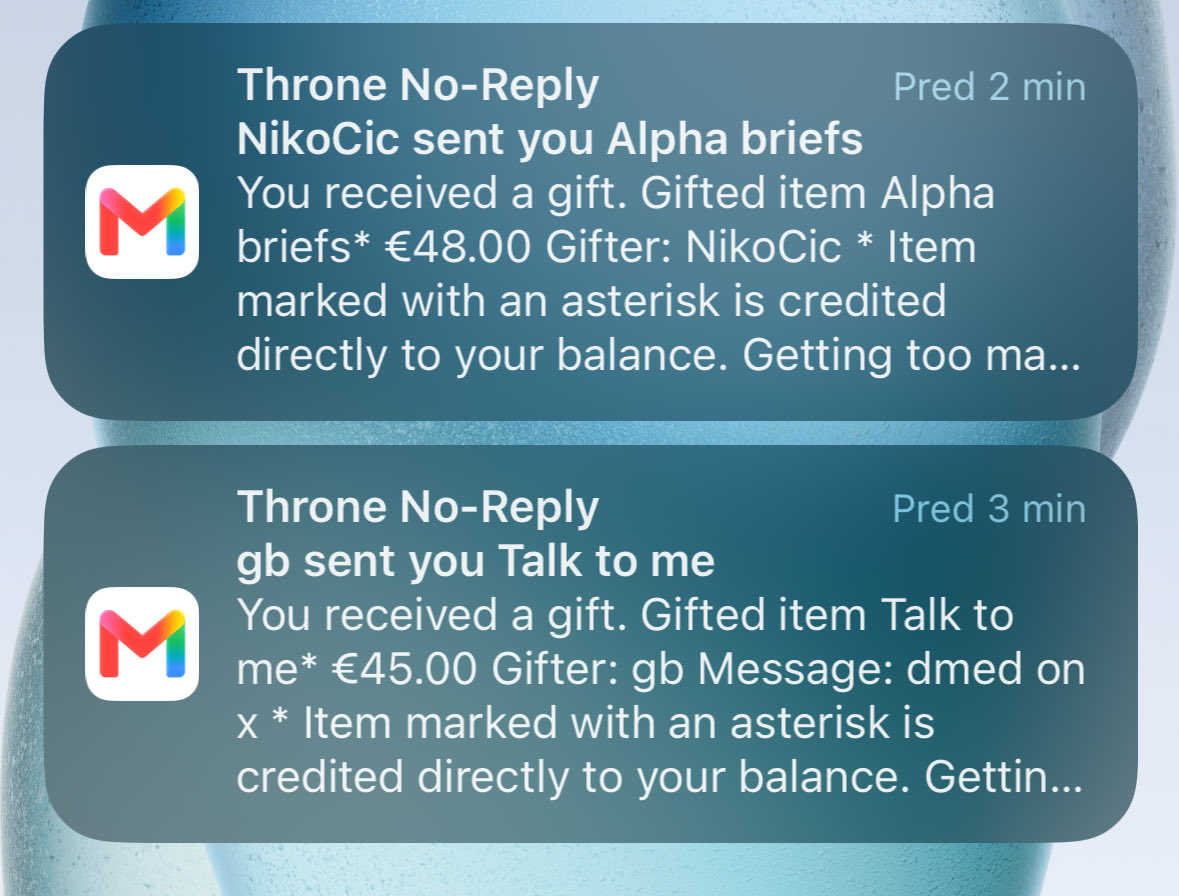 Throne No-Reply
Pred 2 min
NikoCic sent you Alpha briefs
You received a gift. Gifted item Alpha
briefs* €48.00 Gifter: NikoCic * Item
marked with an asterisk is credited
directly to your balance. Getting too ma...
Throne No-Reply
Pred 3 min
gb sent you Talk to me
You received a gift. Gifted item Talk to
me* €45.00 Gifter: gb Message: dmed on
x * Item marked with an asterisk is
credited directly to your balance. Gettin...